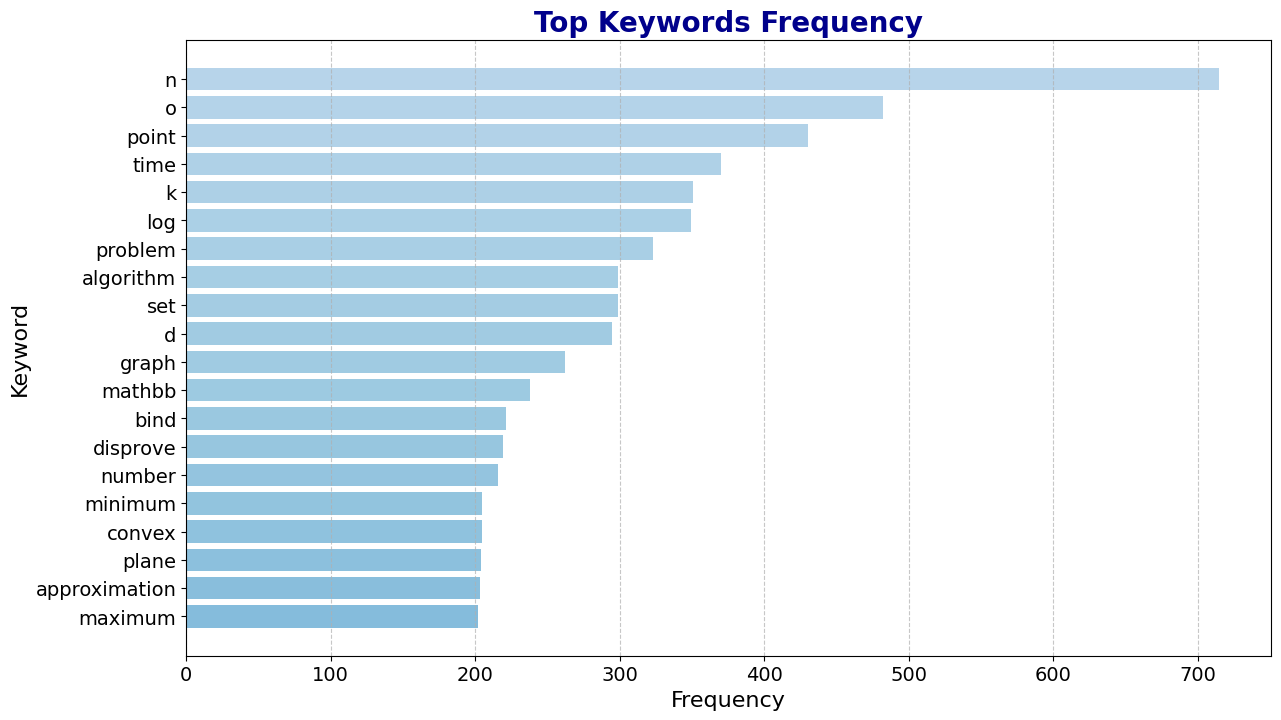 Top Keywords Frequency
Keyword
n
o
point
time
k
log
problem
algorithm
set
d
graph
mathbb
bind
disprove
number
minimum
convex
plane
approximation
maximum
0 100 200 300 400 500 600 700
Frequency